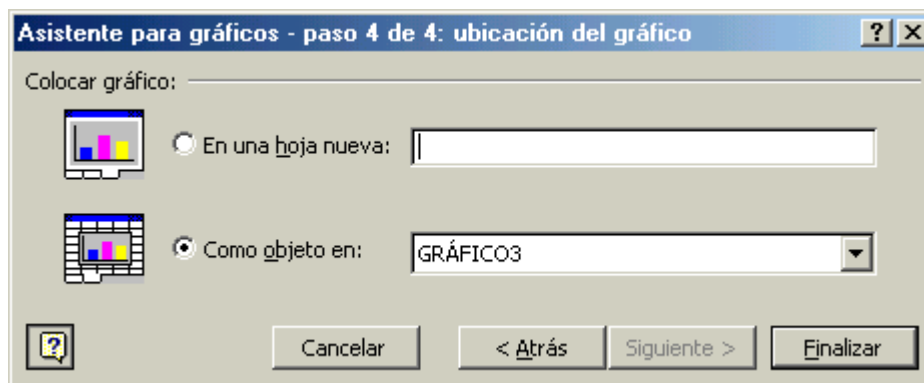 Asistente para gráficos - paso 4 de 4: ubicación del gráfico
Colocar gráfico:
En una hoja nueva:
Como objeto en: GRÁFICO3
Cancelar < Atrás Siguiente > Finalizar